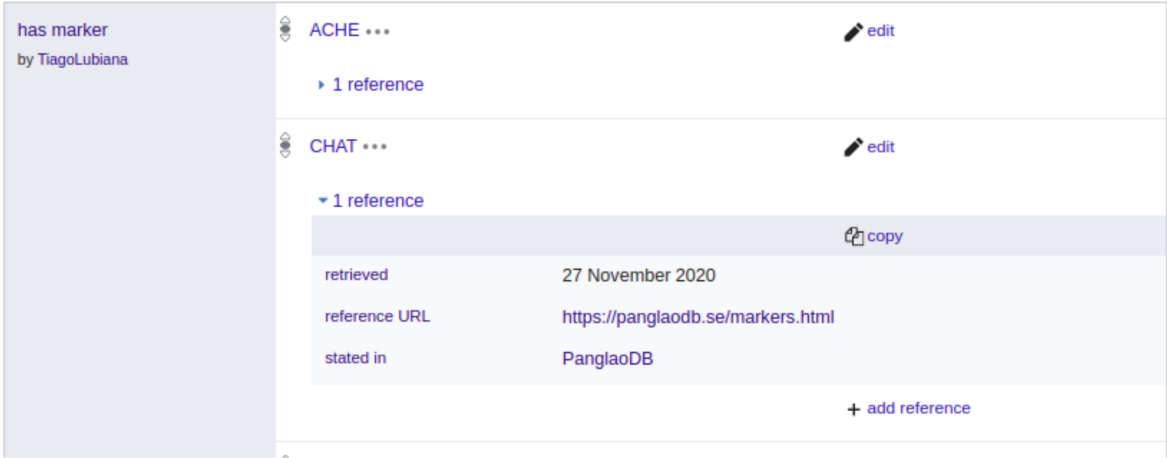 has marker
by TiagoLubiana
ACHE
edit
1 reference
CHAT
edit
1 reference
copy
retrieved 27 November 2020
reference URL https://panglaodb.se/markers.html
stated in PanglaoDB
+ add reference